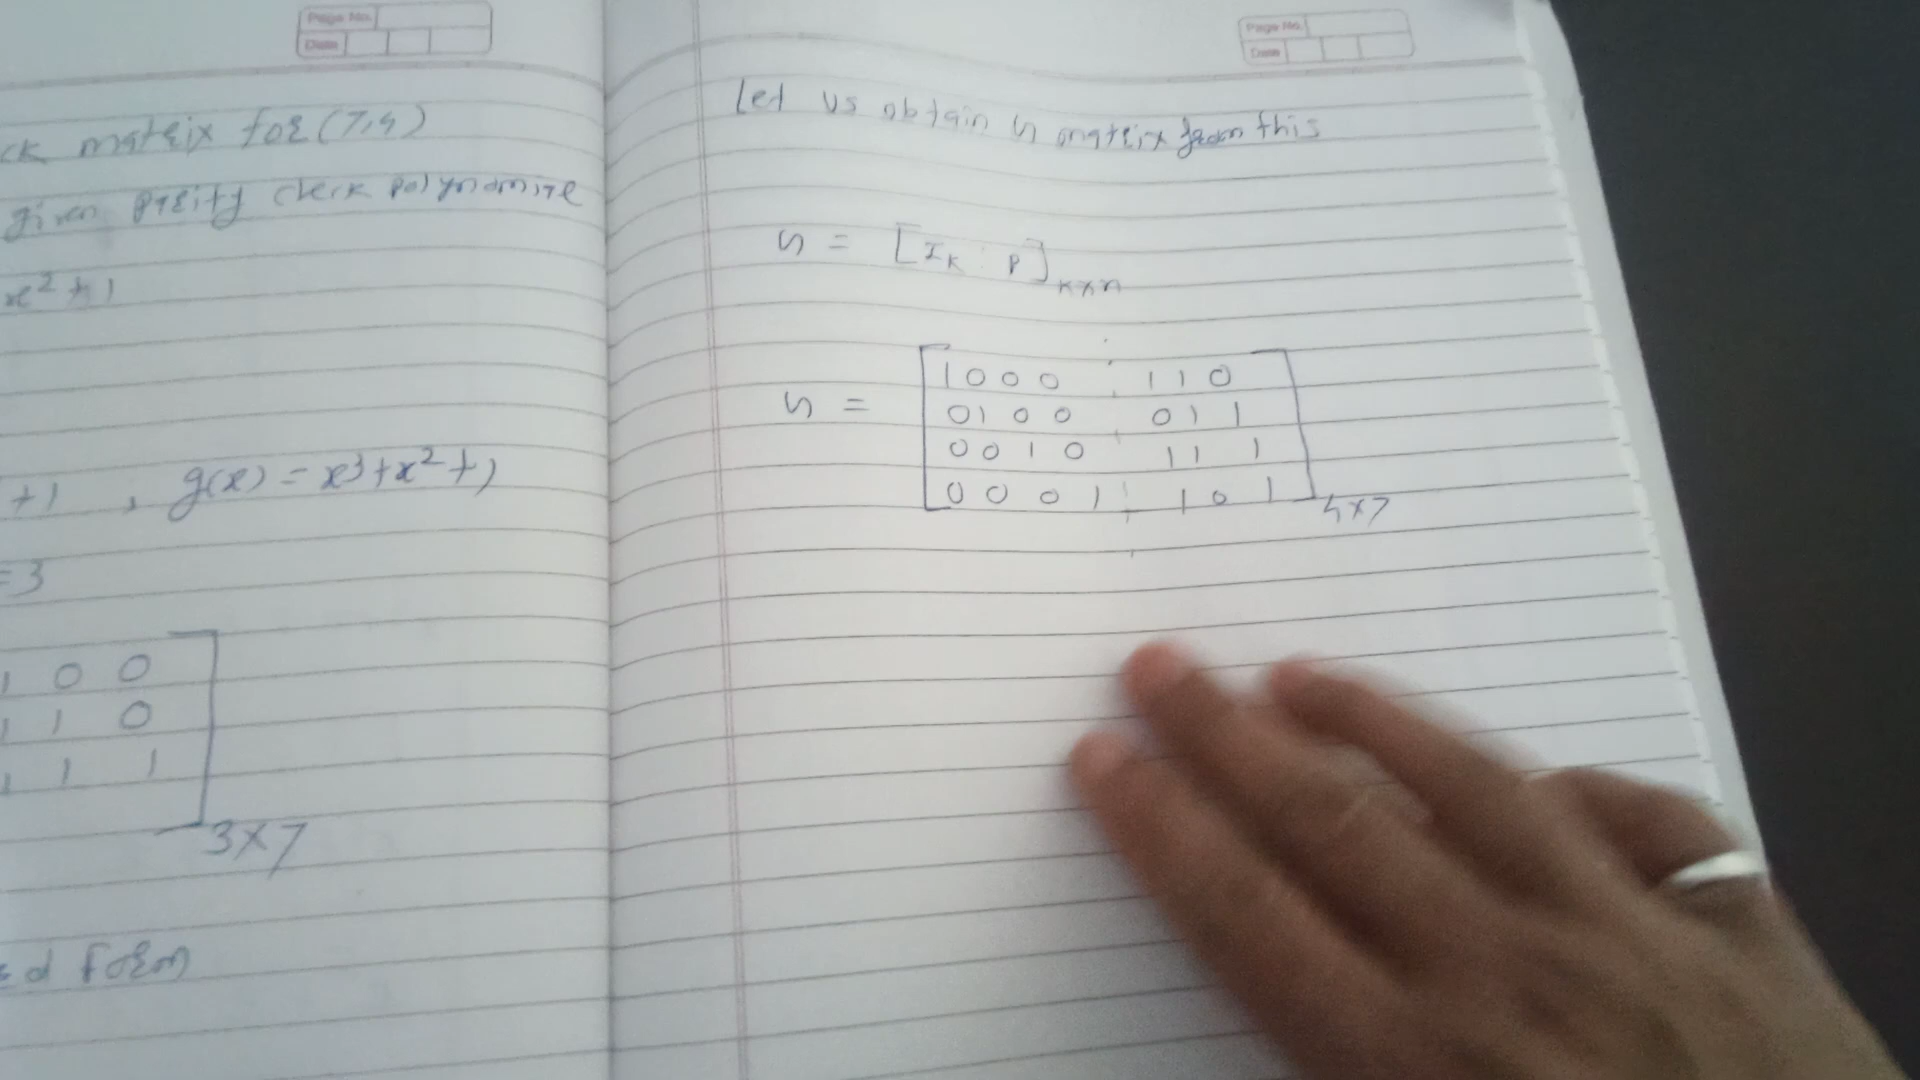 Page No.
Date
ck matrix for (7,4)
given parity check polynomial
x² + 1
+1 , g(x) = x³+x²+1
=3
1 0 0
1 1 0
1 1 1
3×7
ed form
Page No.
Date
Let us obtain G matrix from this
G = [I_K : P]_K×n
G = [1 0 0 0 : 1 1 0
0 1 0 0 : 0 1 1
0 0 1 0 : 1 1 1
0 0 0 1 : 1 0 1] 4×7